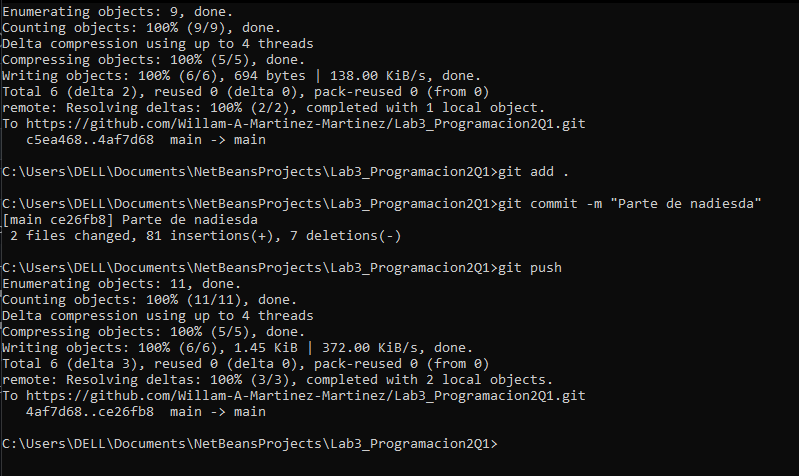 Enumerating objects: 9, done.
Counting objects: 100% (9/9), done.
Delta compression using up to 4 threads
Compressing objects: 100% (5/5), done.
Writing objects: 100% (6/6), 694 bytes | 138.00 KiB/s, done.
Total 6 (delta 2), reused 0 (delta 0), pack-reused 0 (from 0)
remote: Resolving deltas: 100% (2/2), completed with 1 local object.
To https://github.com/Willam-A-Martinez-Martinez/Lab3_Programacion2Q1.git
   c5ea468..4af7d68  main -> main
C:\Users\DELL\Documents\NetBeansProjects\Lab3_Programacion2Q1>git add .
C:\Users\DELL\Documents\NetBeansProjects\Lab3_Programacion2Q1>git commit -m "Parte de nadiesda"
[main ce26fb8] Parte de nadiesda
 2 files changed, 81 insertions(+), 7 deletions(-)
C:\Users\DELL\Documents\NetBeansProjects\Lab3_Programacion2Q1>git push
Enumerating objects: 11, done.
Counting objects: 100% (11/11), done.
Delta compression using up to 4 threads
Compressing objects: 100% (5/5), done.
Writing objects: 100% (6/6), 1.45 KiB | 372.00 KiB/s, done.
Total 6 (delta 3), reused 0 (delta 0), pack-reused 0 (from 0)
remote: Resolving deltas: 100% (3/3), completed with 2 local objects.
To https://github.com/Willam-A-Martinez-Martinez/Lab3_Programacion2Q1.git
   4af7d68..ce26fb8  main -> main
C:\Users\DELL\Documents\NetBeansProjects\Lab3_Programacion2Q1>